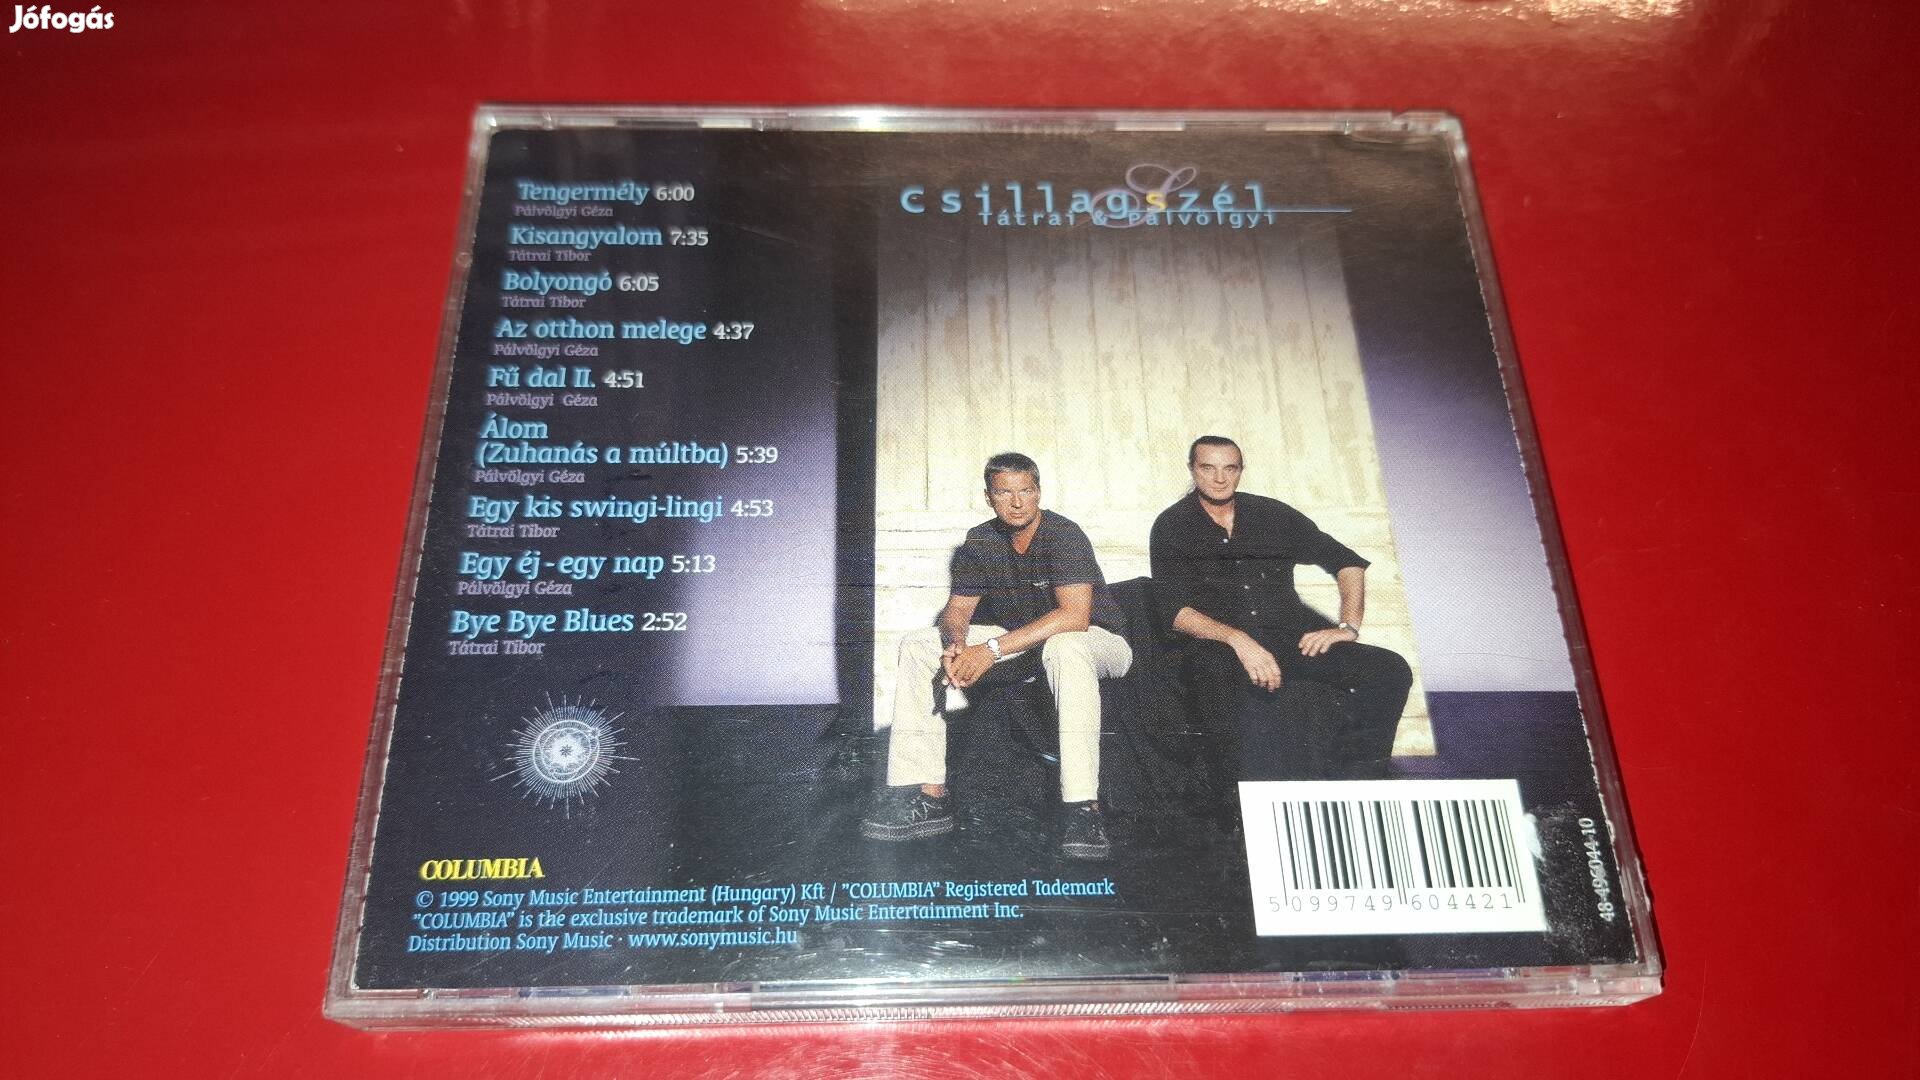 Jófogás
Tengermély 6:00
Pálvölgyi Géza
Kisangyalom 7:35
Tátrai Tibor
Bolyongó 6:05
Tátrai Tibor
Az otthon melege 4:37
Pálvölgyi Géza
Fű dal II. 4:51
Pálvölgyi Géza
Álom
(Zuhanás a múltba) 5:39
Pálvölgyi Géza
Egy kis swingi-lingi 4:53
Tátrai Tibor
Egy éj - egy nap 5:13
Pálvölgyi Géza
Bye Bye Blues 2:52
Tátrai Tibor
Csillagszél
Tátrai & Pálvölgyi
COLUMBIA
© 1999 Sony Music Entertainment (Hungary) Kft / "COLUMBIA" Registered Tademark
"COLUMBIA" is the exclusive trademark of Sony Music Entertainment Inc.
Distribution Sony Music · www.sonymusic.hu
5 099749 604421
48-496044-10